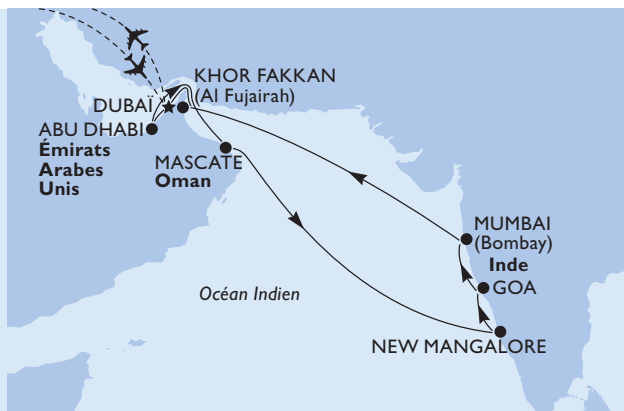 KHOR FAKKAN
(Al Fujairah)
DUBAÏ
ABU DHABI
Émirats
Arabes
Unis
MASCATE
Oman
MUMBAI
(Bombay)
Inde
GOA
Océan Indien
NEW MANGALORE